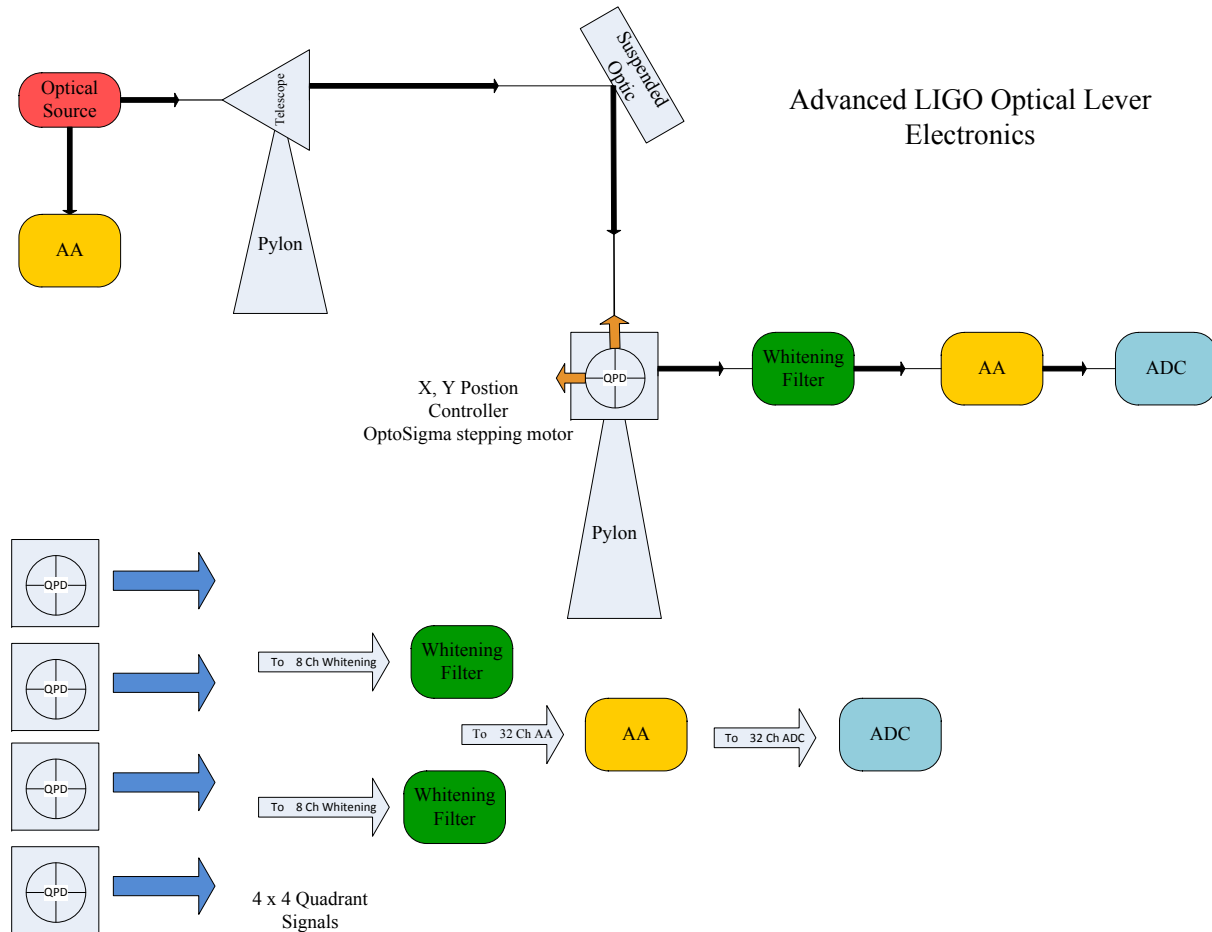 Advanced LIGO Optical Lever
Electronics
Optical
Source
Telescope
Suspended
Optic
AA
Pylon
QPD
X, Y Postion
Controller
OptoSigma stepping motor
Whitening
Filter
AA
ADC
Pylon
QPD
QPD
QPD
QPD
To 8 Ch Whitening
Whitening
Filter
To 32 Ch AA
AA
To 32 Ch ADC
ADC
To 8 Ch Whitening
Whitening
Filter
4 x 4 Quadrant
Signals